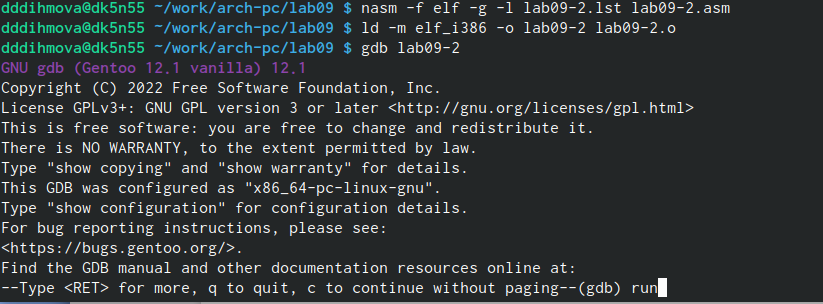 dddihmova@dk5n55 ~/work/arch-pc/lab09 $ nasm -f elf -g -l lab09-2.lst lab09-2.asm
dddihmova@dk5n55 ~/work/arch-pc/lab09 $ ld -m elf_i386 -o lab09-2 lab09-2.o
dddihmova@dk5n55 ~/work/arch-pc/lab09 $ gdb lab09-2
GNU gdb (Gentoo 12.1 vanilla) 12.1
Copyright (C) 2022 Free Software Foundation, Inc.
License GPLv3+: GNU GPL version 3 or later <http://gnu.org/licenses/gpl.html>
This is free software: you are free to change and redistribute it.
There is NO WARRANTY, to the extent permitted by law.
Type "show copying" and "show warranty" for details.
This GDB was configured as "x86_64-pc-linux-gnu".
Type "show configuration" for configuration details.
For bug reporting instructions, please see:
<https://bugs.gentoo.org/>.
Find the GDB manual and other documentation resources online at:
--Type <RET> for more, q to quit, c to continue without paging--(gdb) run